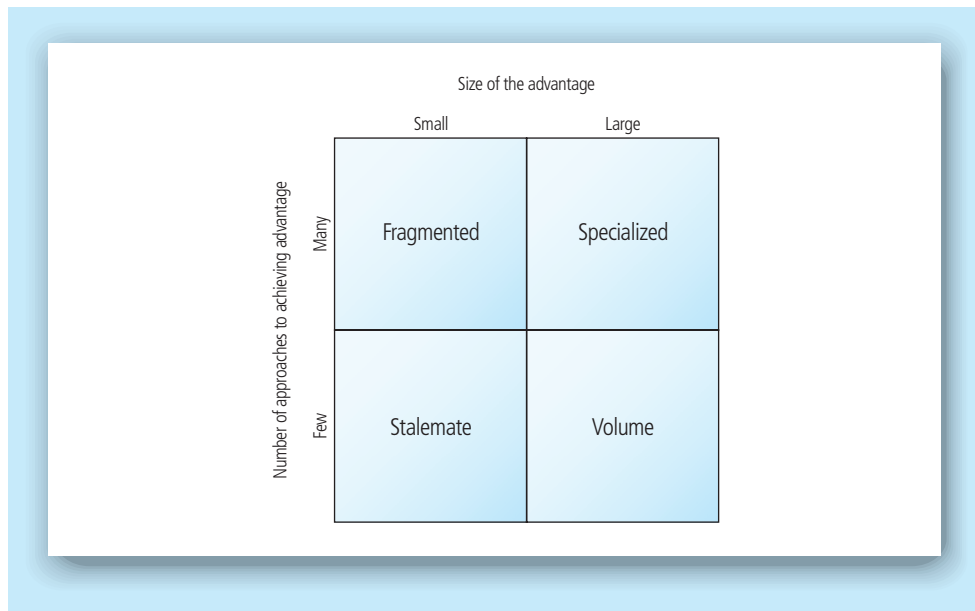 Size of the advantage
Small Large
Number of approaches to achieving advantage
Many
Fragmented Specialized
Few
Stalemate Volume